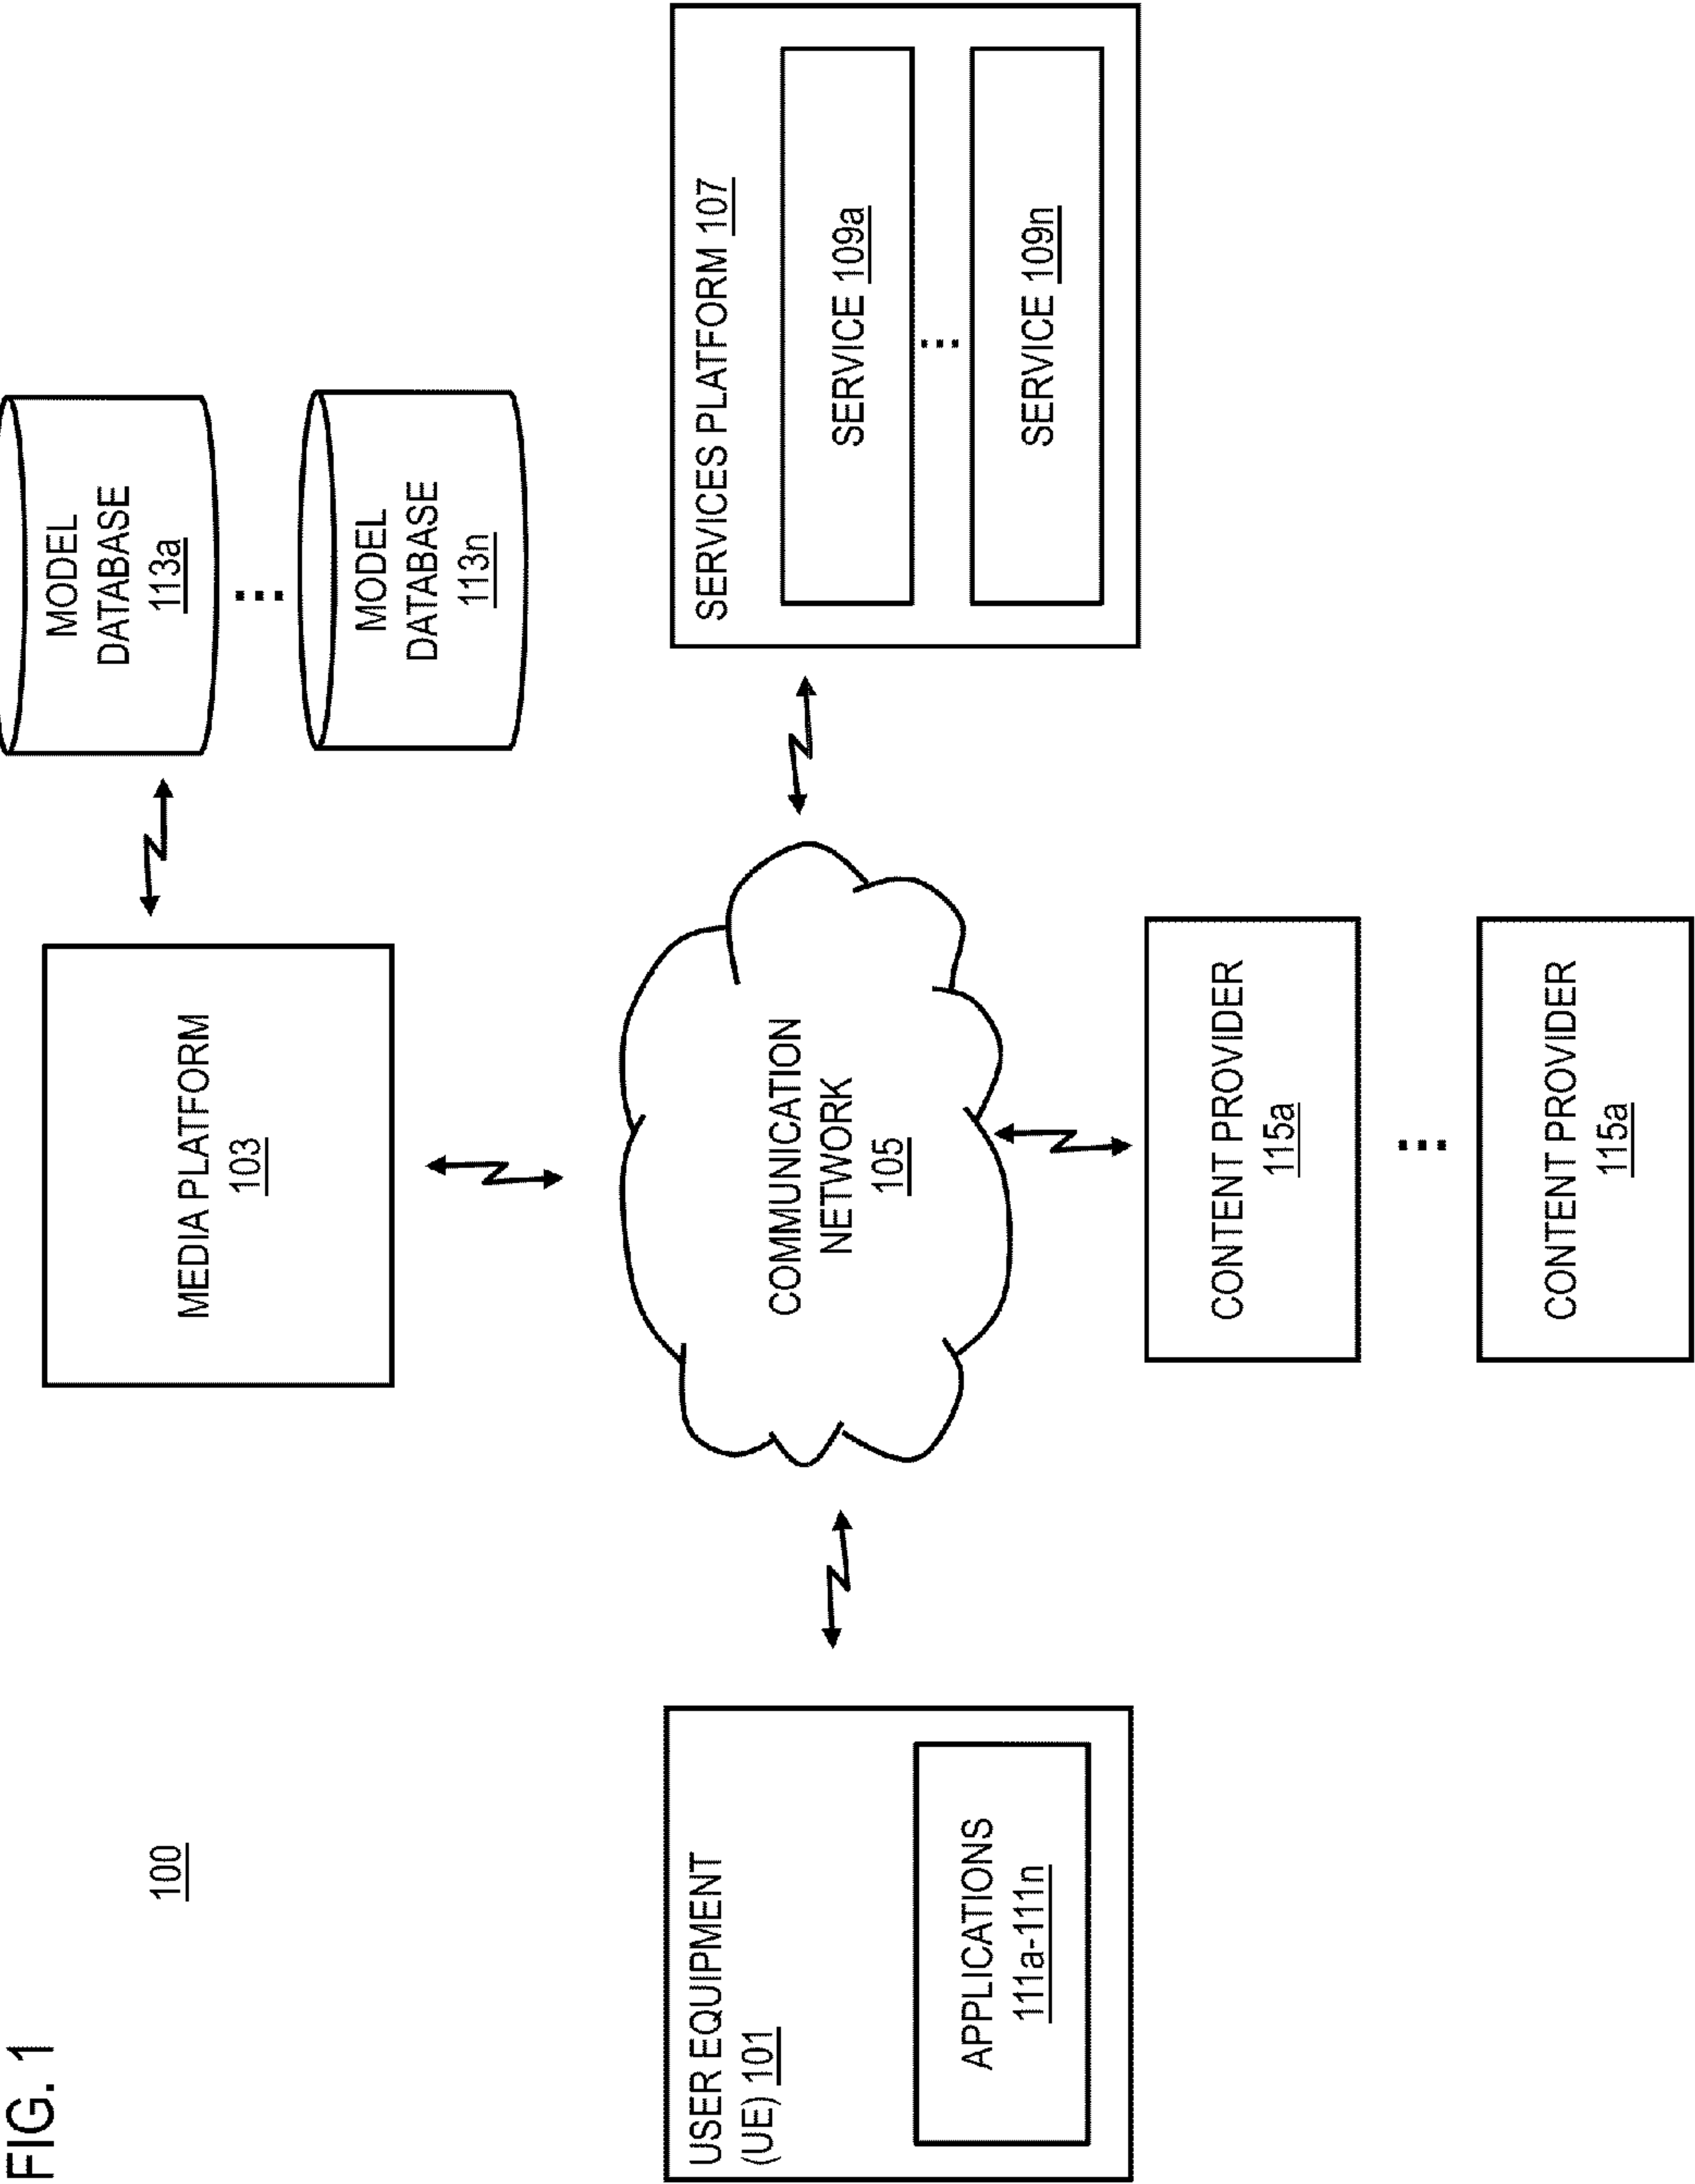 FIG. 1
100
MEDIA PLATFORM
103
MODEL
DATABASE
113a
...
MODEL
DATABASE
113n
USER EQUIPMENT
(UE) 101
APPLICATIONS
111a-111n
COMMUNICATION
NETWORK
105
SERVICES PLATFORM 107
SERVICE 109a
...
SERVICE 109n
CONTENT PROVIDER
115a
...
CONTENT PROVIDER
115a